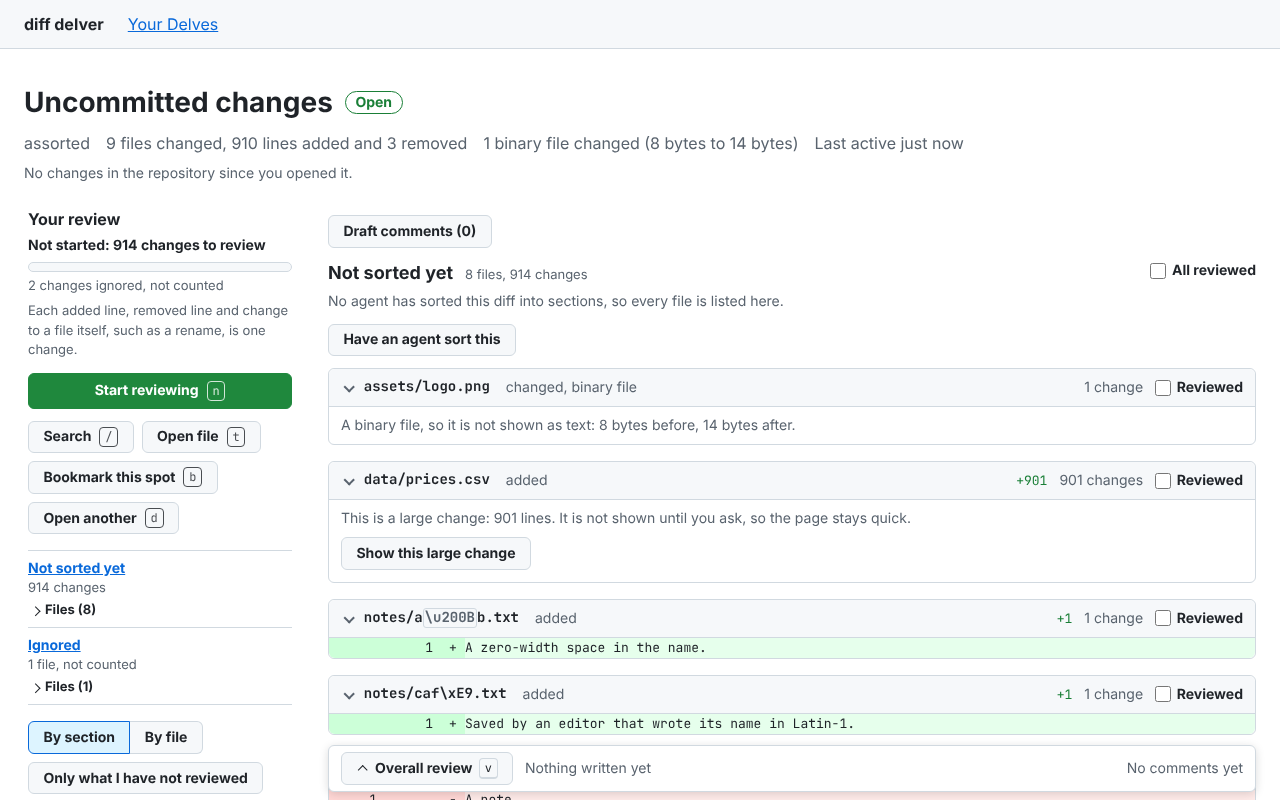 diff delver Your Delves
Uncommitted changes Open
assorted 9 files changed, 910 lines added and 3 removed 1 binary file changed (8 bytes to 14 bytes) Last active just now
No changes in the repository since you opened it.
Your review
Not started: 914 changes to review
2 changes ignored, not counted
Each added line, removed line and change
to a file itself, such as a rename, is one
change.
Start reviewing n
Search / Open file t
Bookmark this spot b
Open another d
Not sorted yet
914 changes
Files (8)
Ignored
1 file, not counted
Files (1)
By section By file
Only what I have not reviewed
Draft comments (0)
Not sorted yet 8 files, 914 changes All reviewed
No agent has sorted this diff into sections, so every file is listed here.
Have an agent sort this
assets/logo.png changed, binary file 1 change Reviewed
A binary file, so it is not shown as text: 8 bytes before, 14 bytes after.
data/prices.csv added +901 901 changes Reviewed
This is a large change: 901 lines. It is not shown until you ask, so the page stays quick.
Show this large change
notes/a\u200Bb.txt added +1 1 change Reviewed
1 + A zero-width space in the name.
notes/caf\xE9.txt added +1 1 change Reviewed
1 + Saved by an editor that wrote its name in Latin-1.
Overall review v Nothing written yet No comments yet
1 - A note